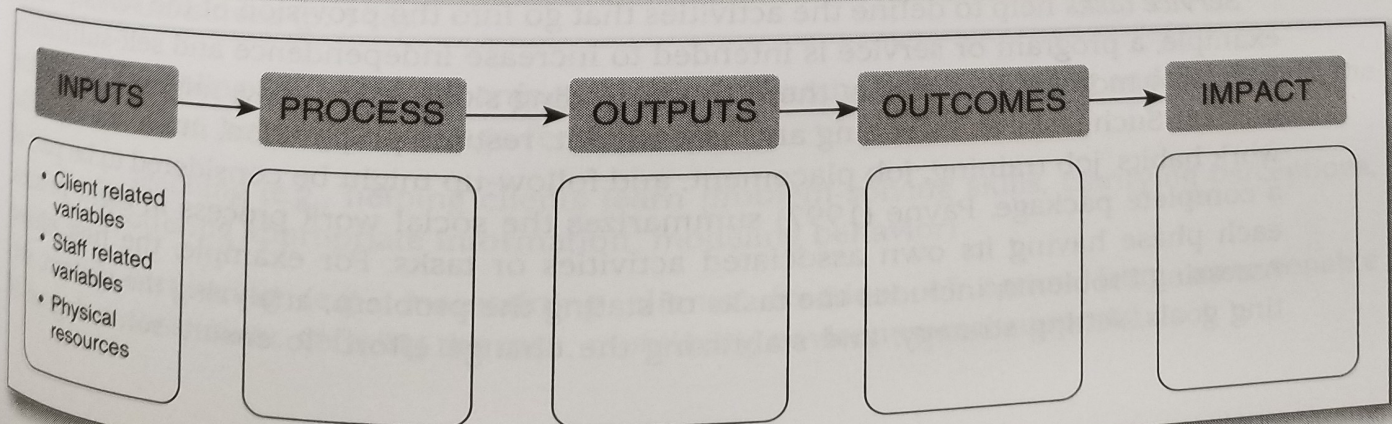 INPUTS
PROCESS
OUTPUTS
OUTCOMES
IMPACT
• Client related
variables
• Staff related
variables
• Physical
resources